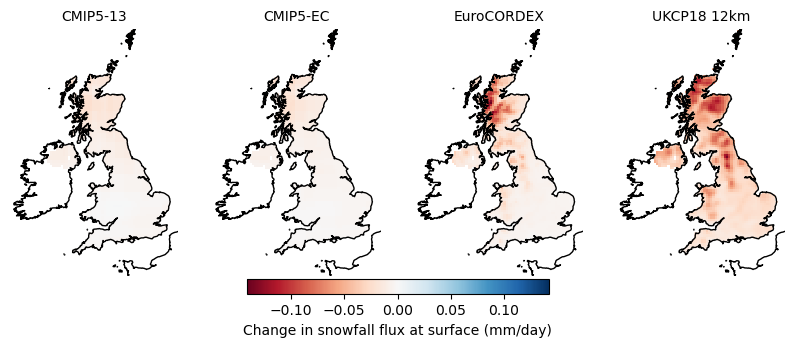 CMIP5-13
CMIP5-EC
EuroCORDEX
UKCP18 12km
−0.10 −0.05 0.00 0.05 0.10
Change in snowfall flux at surface (mm/day)